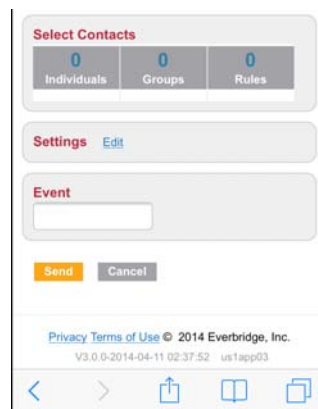 Select Contacts
0 0 0
Individuals Groups Rules
Settings Edit
Event
Send Cancel
Privacy Terms of Use © 2014 Everbridge, Inc.
V3.0.0-2014-04-11 02:37:52 us1app03